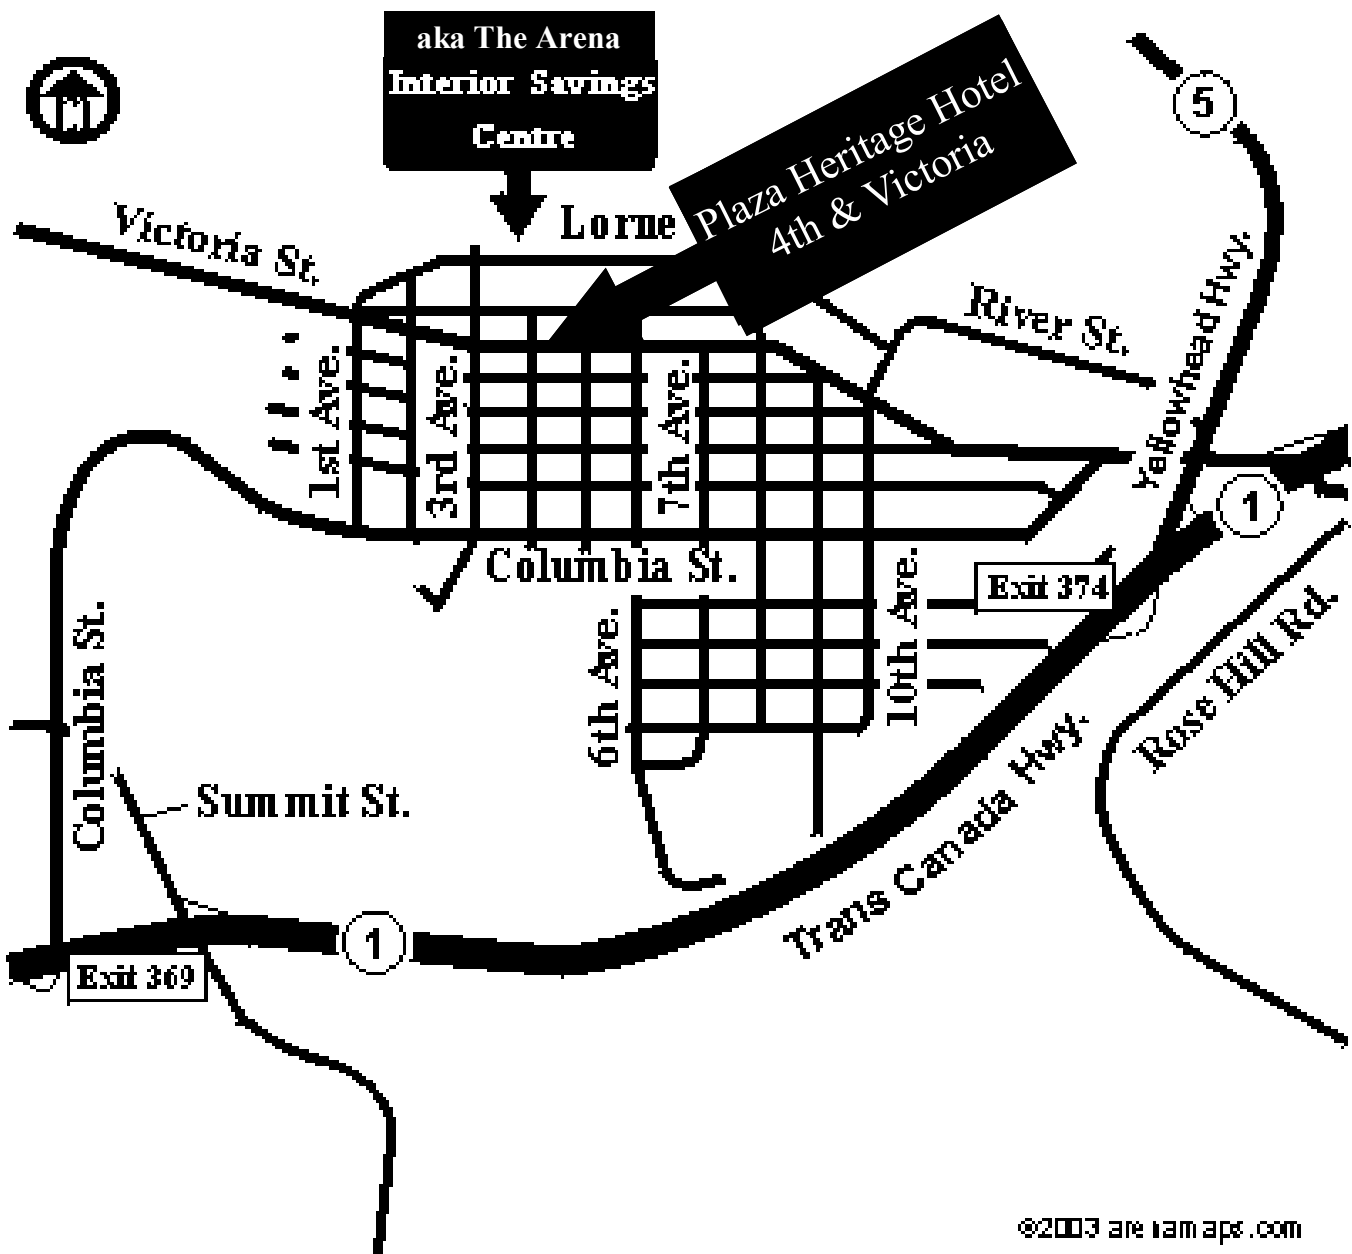 aka The Arena
Interior Savings
Centre
Plaza Heritage Hotel
4th & Victoria
5
Victoria St.
Lorne
River St.
Yellowhead Hwy.
1st Ave.
3rd Ave.
7th Ave.
1
Columbia St.
Exit 374
10th Ave.
6th Ave.
Rose Hill Rd.
Columbia St.
Summit St.
Trans Canada Hwy.
1
Exit 369
©2003 arenamaps.com